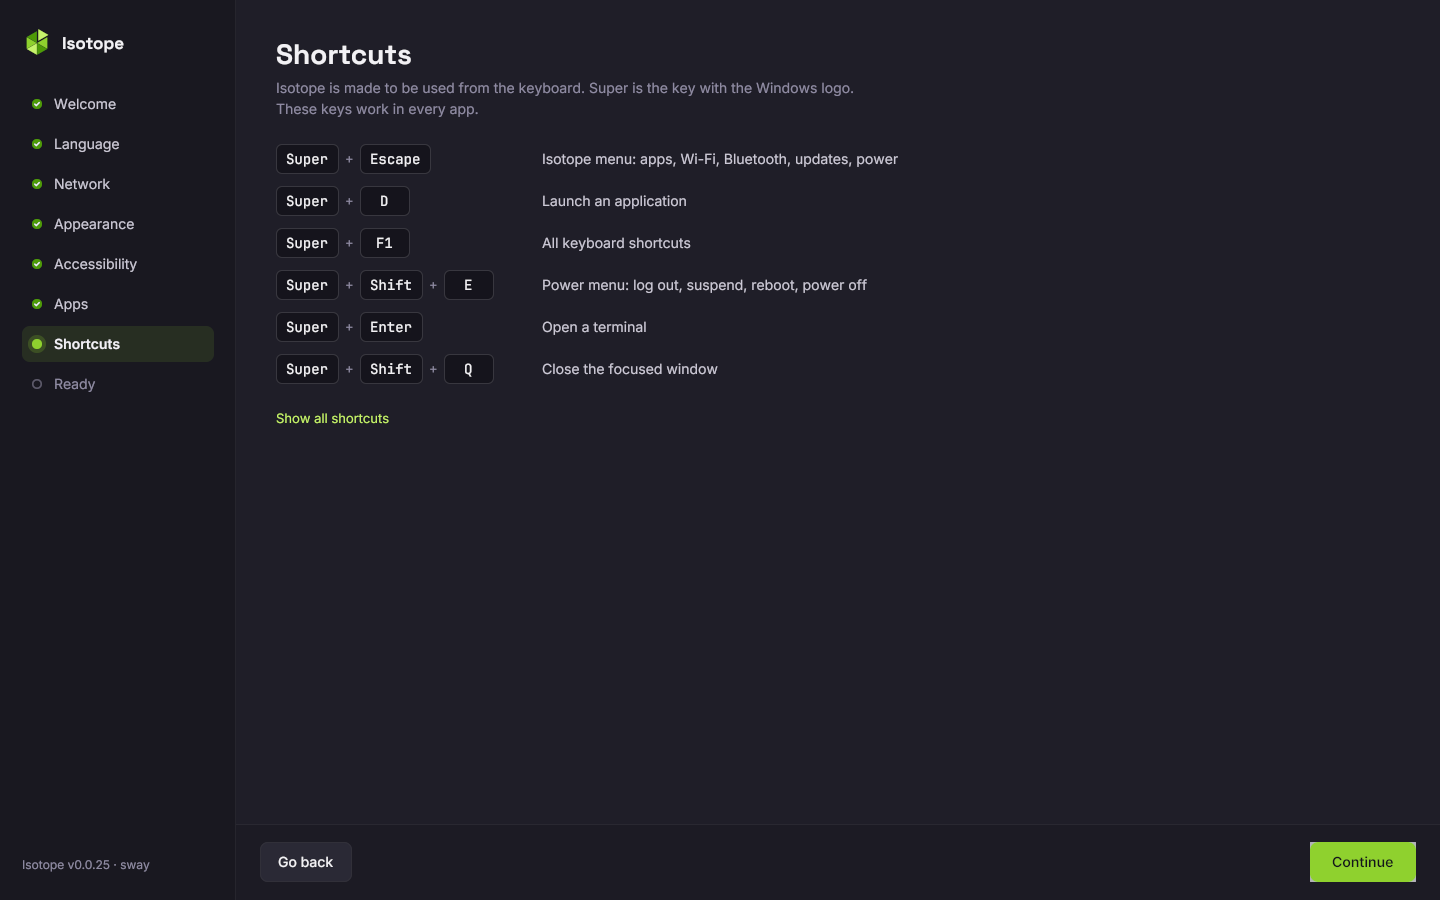 Isotope
Welcome
Language
Network
Appearance
Accessibility
Apps
Shortcuts
Ready
Isotope v0.0.25 · sway
Shortcuts
Isotope is made to be used from the keyboard. Super is the key with the Windows logo.
These keys work in every app.
Super + Escape Isotope menu: apps, Wi-Fi, Bluetooth, updates, power
Super + D Launch an application
Super + F1 All keyboard shortcuts
Super + Shift + E Power menu: log out, suspend, reboot, power off
Super + Enter Open a terminal
Super + Shift + Q Close the focused window
Show all shortcuts
Go back Continue